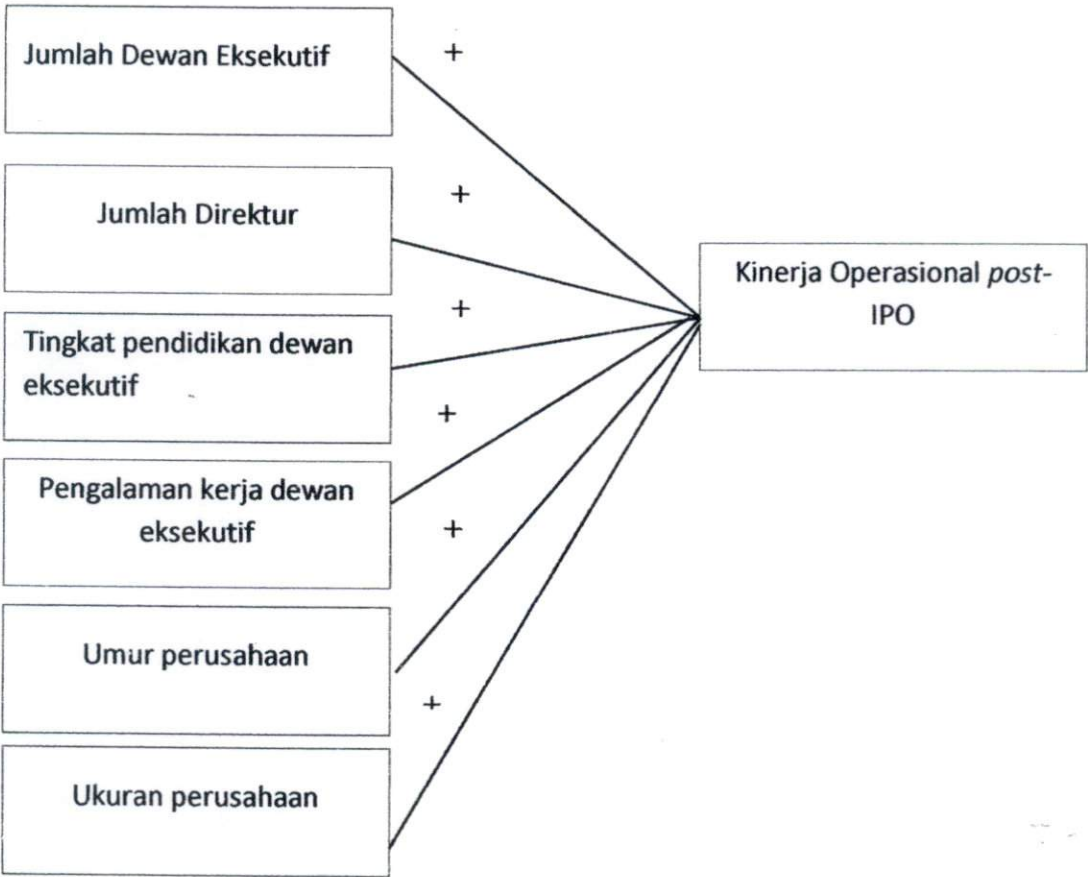 Jumlah Dewan Eksekutif
+
Jumlah Direktur
+
Tingkat pendidikan dewan
eksekutif
+
Pengalaman kerja dewan
eksekutif
+
Umur perusahaan
+
Ukuran perusahaan
+
Kinerja Operasional post-
IPO